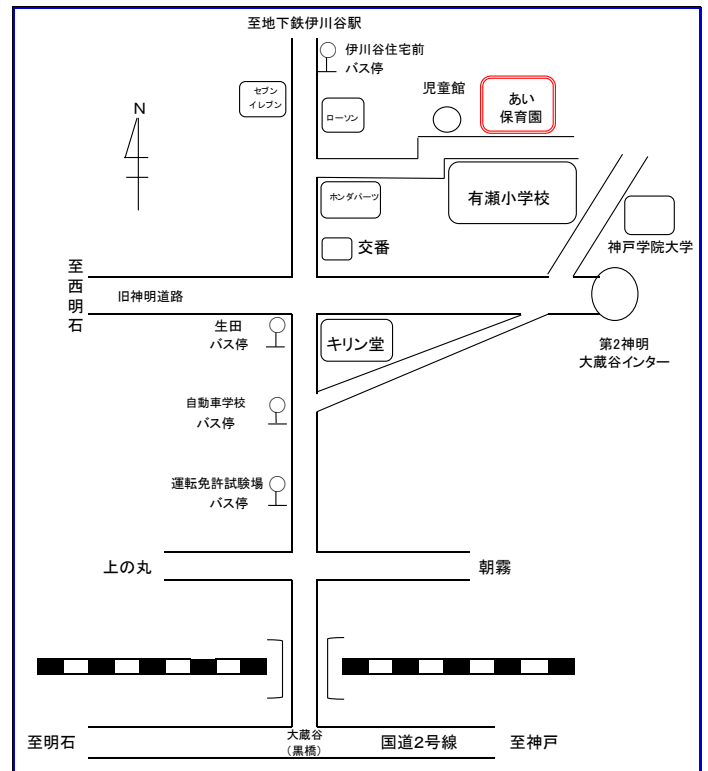 至地下鉄伊川谷駅
伊川谷住宅前
バス停
セブン
イレブン
ローソン
児童館
あい
保育園
N
ホンダパーツ
有瀬小学校
交番
神戸学院大学
至西明石
旧神明道路
生田
バス停
キリン堂
第2神明
大蔵谷インター
自動車学校
バス停
運転免許試験場
バス停
上の丸
朝霧
至明石
大蔵谷
(黒橋)
国道2号線
至神戸